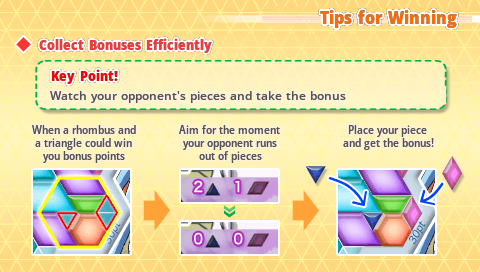 Tips for Winning
Collect Bonuses Efficiently
Key Point!
Watch your opponent's pieces and take the bonus
When a rhombus and
a triangle could win
you bonus points
Aim for the moment
your opponent runs
out of pieces
Place your piece
and get the bonus!
2 1
0 0
30pt
30pt